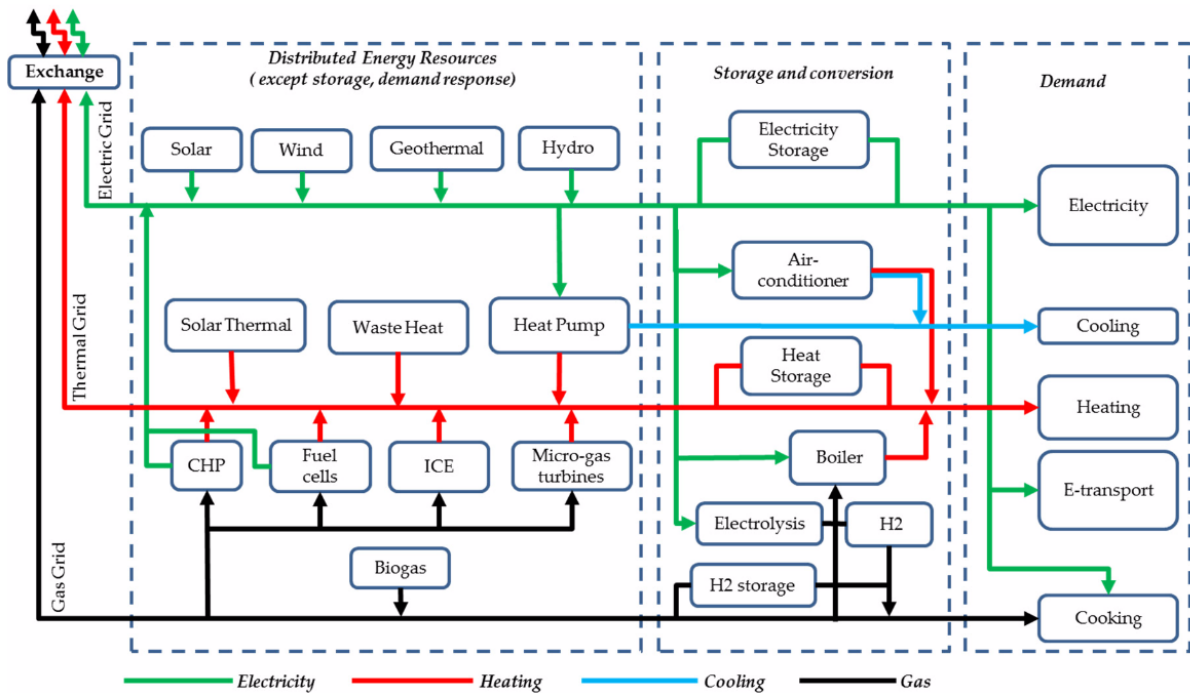 Exchange
Distributed Energy Resources
( except storage, demand response)
Storage and conversion
Demand
Electric Grid
Solar
Wind
Geothermal
Hydro
Electricity
Storage
Electricity
Air-
conditioner
Thermal Grid
Solar Thermal
Waste Heat
Heat Pump
Cooling
Heat
Storage
Heating
CHP
Fuel
cells
ICE
Micro-gas
turbines
Boiler
E-transport
Electrolysis
H2
Gas Grid
Biogas
H2 storage
Cooking
Electricity
Heating
Cooling
Gas